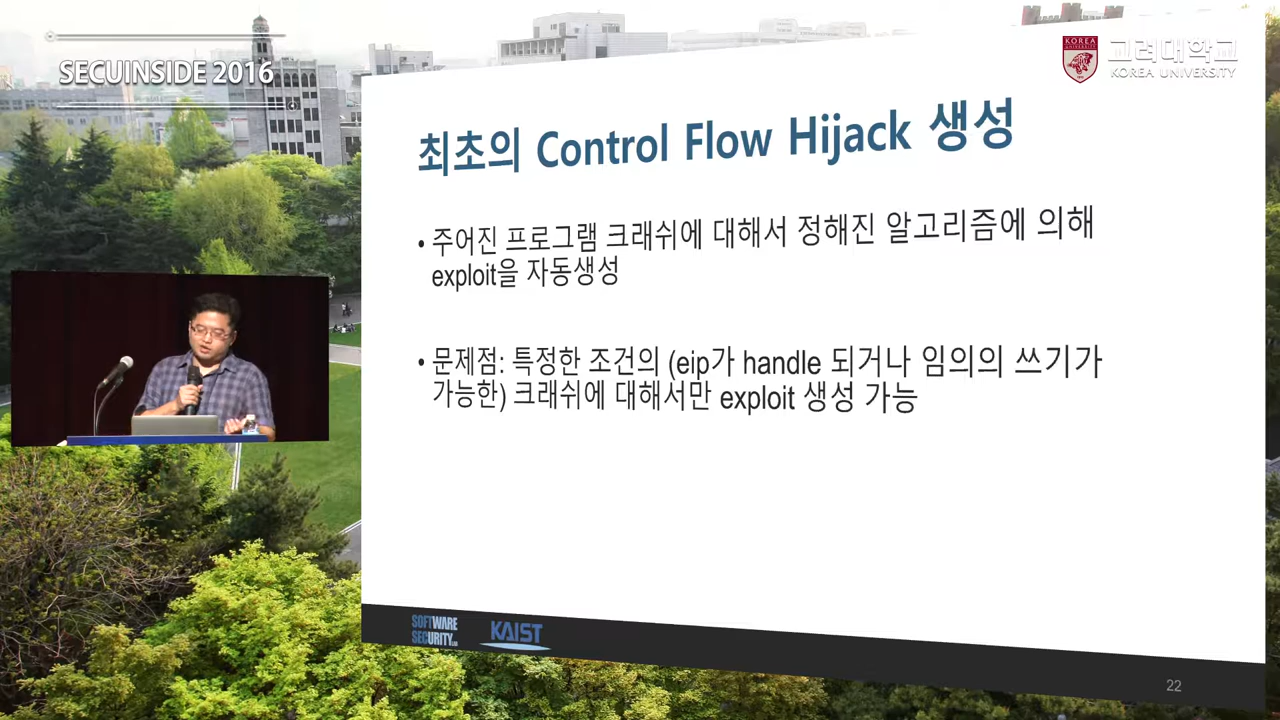 SECUINSIDE 2016
KOREA
UNIVERSITY
고려대학교
KOREA UNIVERSITY
최초의 Control Flow Hijack 생성
• 주어진 프로그램 크래쉬에 대해서 정해진 알고리즘에 의해
exploit을 자동생성
• 문제점: 특정한 조건의 (eip가 handle 되거나 임의의 쓰기가
가능한) 크래쉬에 대해서만 exploit 생성 가능
SOFTWARE
SECURITY
KAIST
22